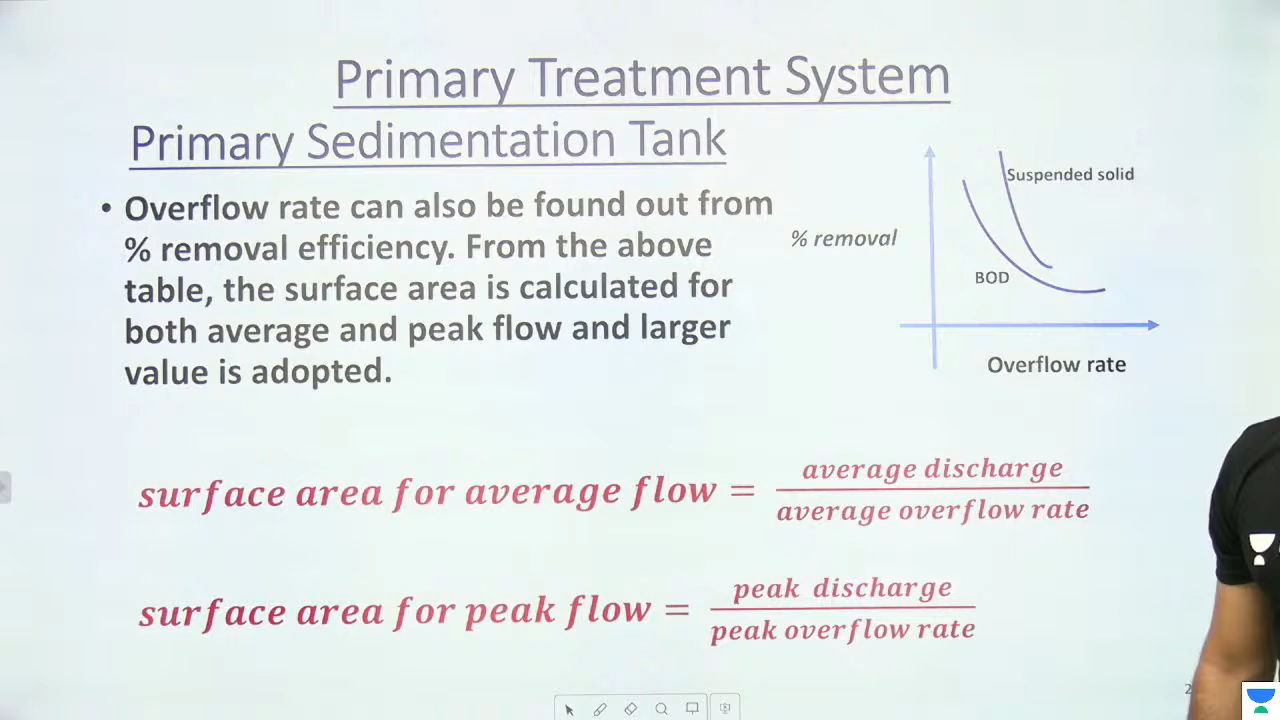 Primary Treatment System
Primary Sedimentation Tank
• Overflow rate can also be found out from
% removal efficiency. From the above
table, the surface area is calculated for
both average and peak flow and larger
value is adopted.
Suspended solid
% removal
BOD
Overflow rate
surface area for average flow = average discharge / average overflow rate
surface area for peak flow = peak discharge / peak overflow rate
2